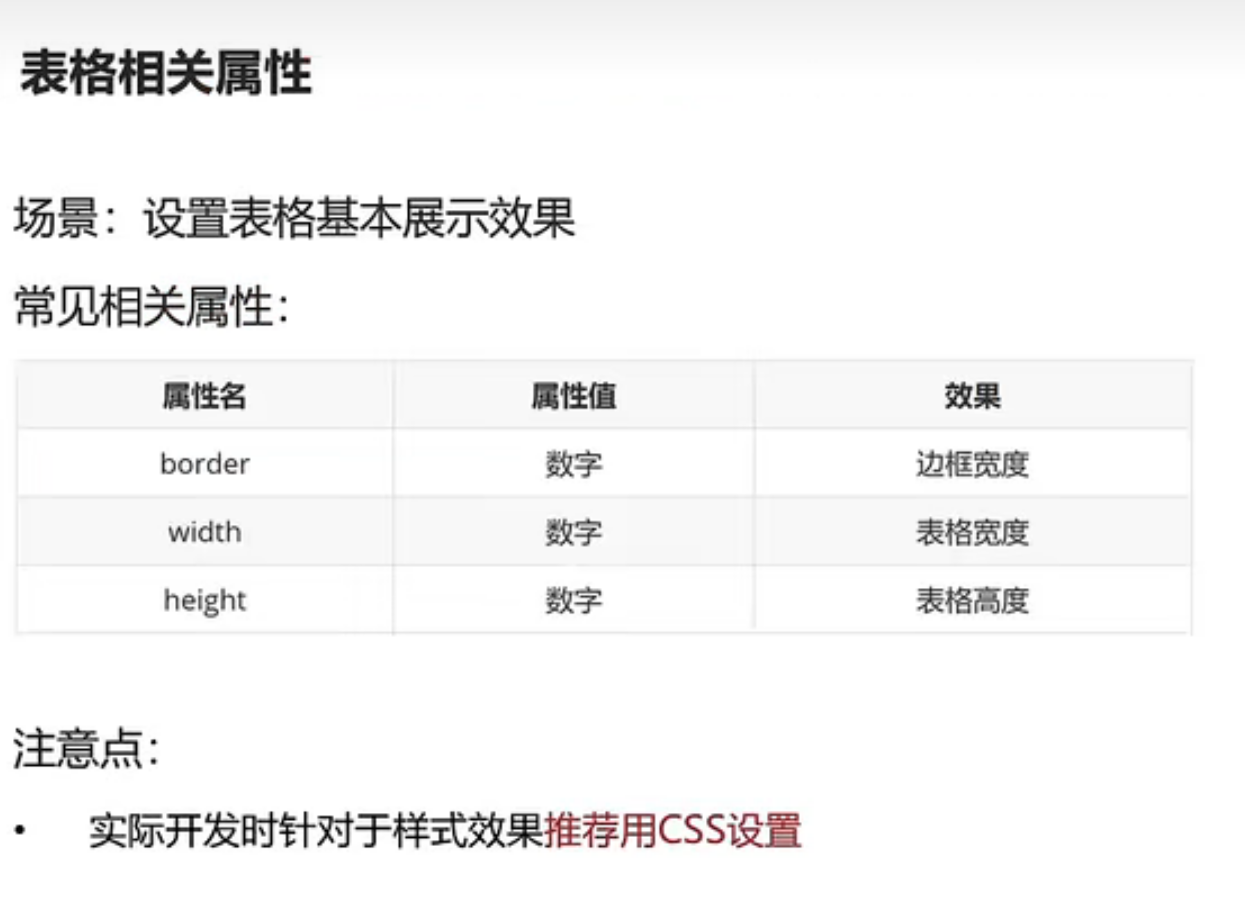 表格相关属性
场景：设置表格基本展示效果
常见相关属性：
属性名 属性值 效果
border 数字 边框宽度
width 数字 表格宽度
height 数字 表格高度
注意点：
• 实际开发时针对于样式效果推荐用CSS设置